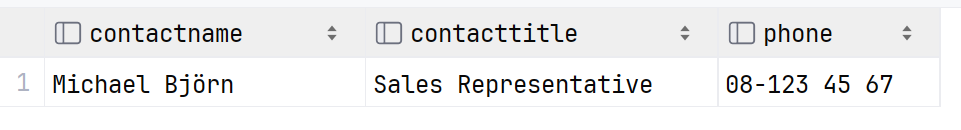 contactname contacttitle phone
1 Michael Björn Sales Representative 08-123 45 67